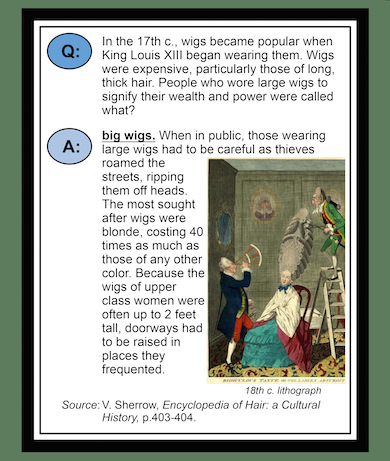 Q:
In the 17th c., wigs became popular when
King Louis XIII began wearing them. Wigs
were expensive, particularly those of long,
thick hair. People who wore large wigs to
signify their wealth and power were called
what?
A:
big wigs. When in public, those wearing
large wigs had to be careful as thieves
roamed the
streets, ripping
them off heads.
The most sought
after wigs were
blonde, costing 40
times as much as
those of any other
color. Because the
wigs of upper
class women were
often up to 2 feet
tall, doorways had
to be raised in
places they
frequented.
18th c. lithograph
Source: V. Sherrow, Encyclopedia of Hair: a Cultural
History, p.403-404.